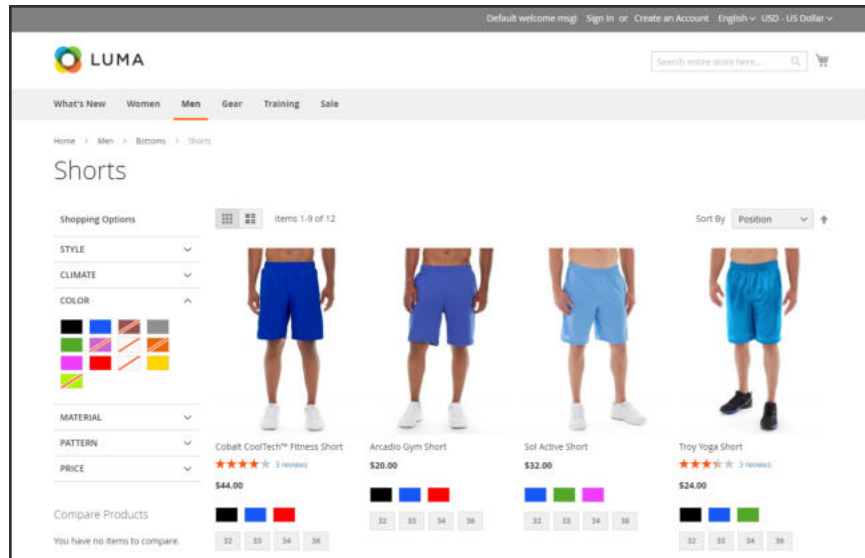 Default welcome msg! Sign In or Create an Account English USD - US Dollar
LUMA
Search entire store here...
What's New Women Men Gear Training Sale
Home > Men > Bottoms > Shorts
Shorts
Shopping Options
Items 1-9 of 12
Sort By Position
STYLE
CLIMATE
COLOR
MATERIAL
PATTERN
PRICE
Compare Products
You have no items to compare.
Cobalt CoolTech™ Fitness Short
3 reviews
$44.00
32 33 34 36
Arcadio Gym Short
$20.00
32 33 34 36
Sol Active Short
$32.00
32 33 34 36
Troy Yoga Short
3 reviews
$24.00
32 33 34 36